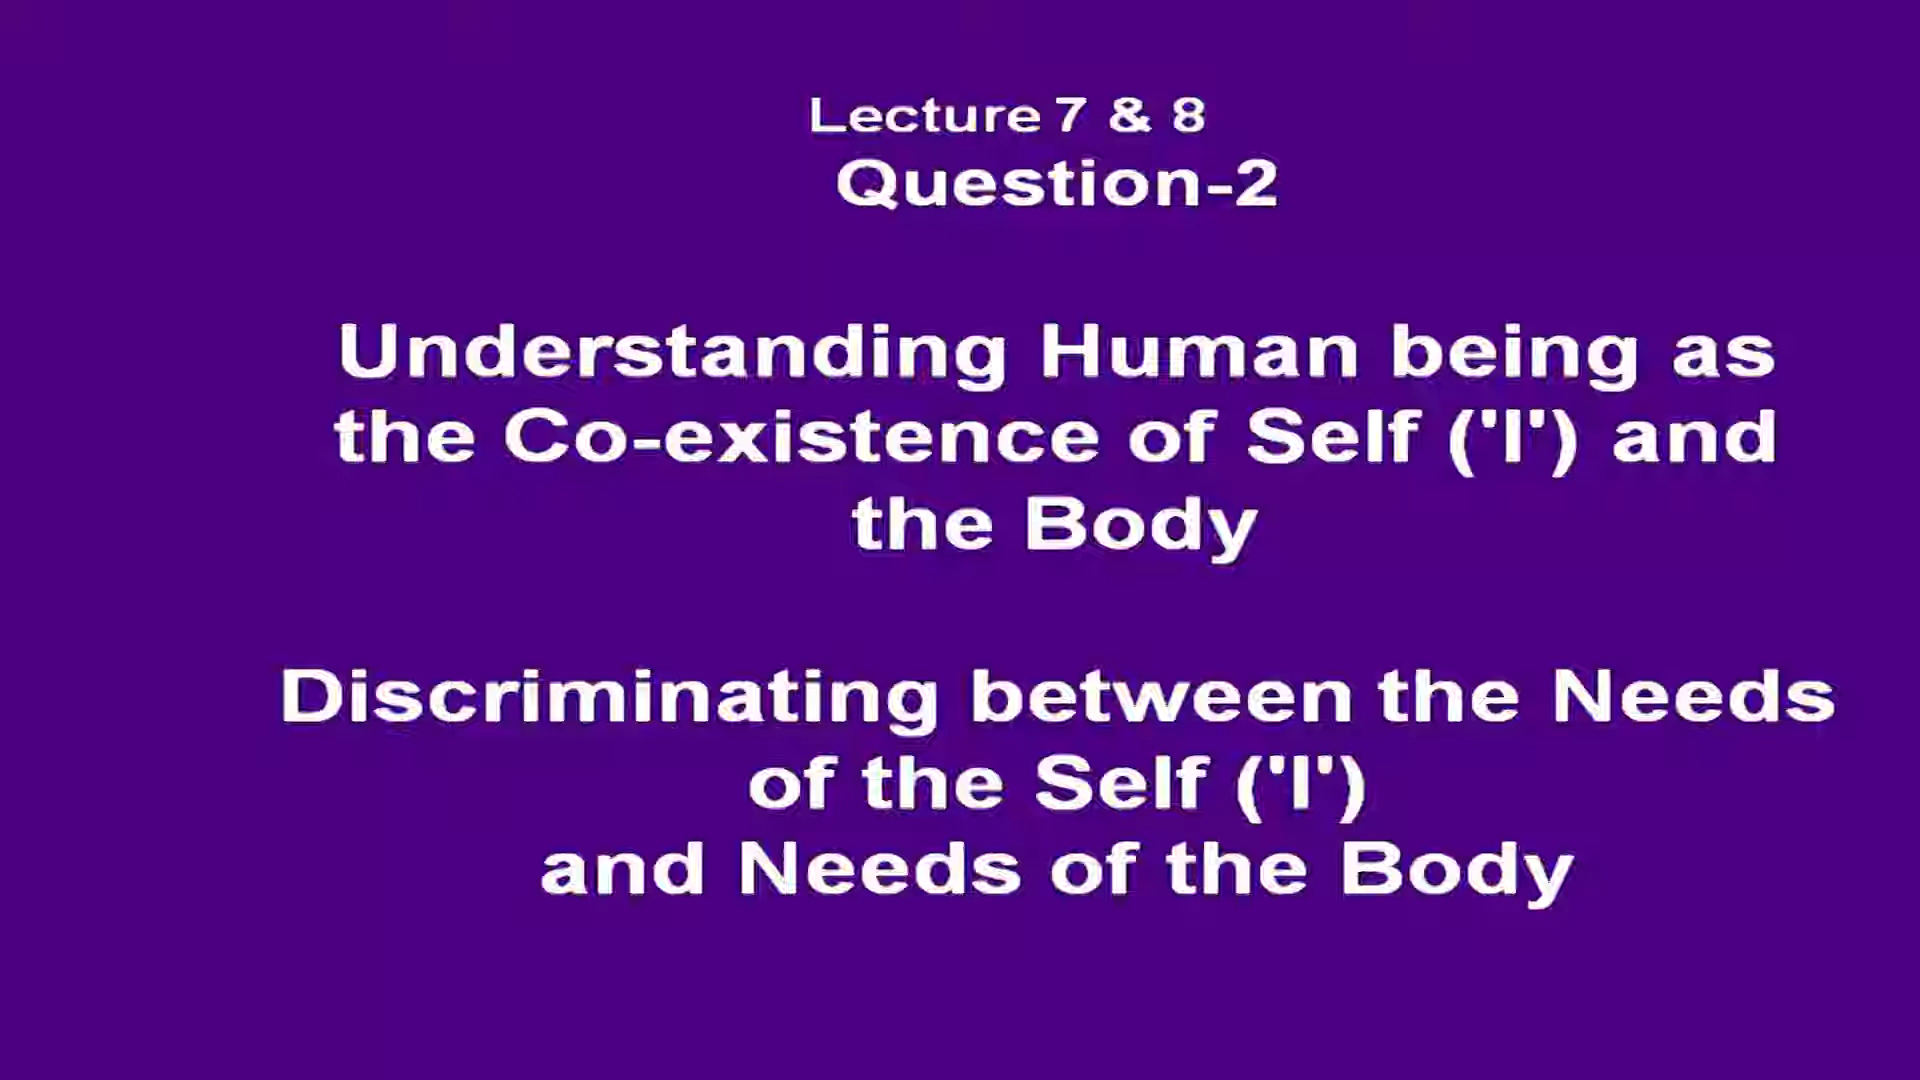 Lecture 7 & 8
Question-2
Understanding Human being as
the Co-existence of Self ('I') and
the Body
Discriminating between the Needs
of the Self ('I')
and Needs of the Body